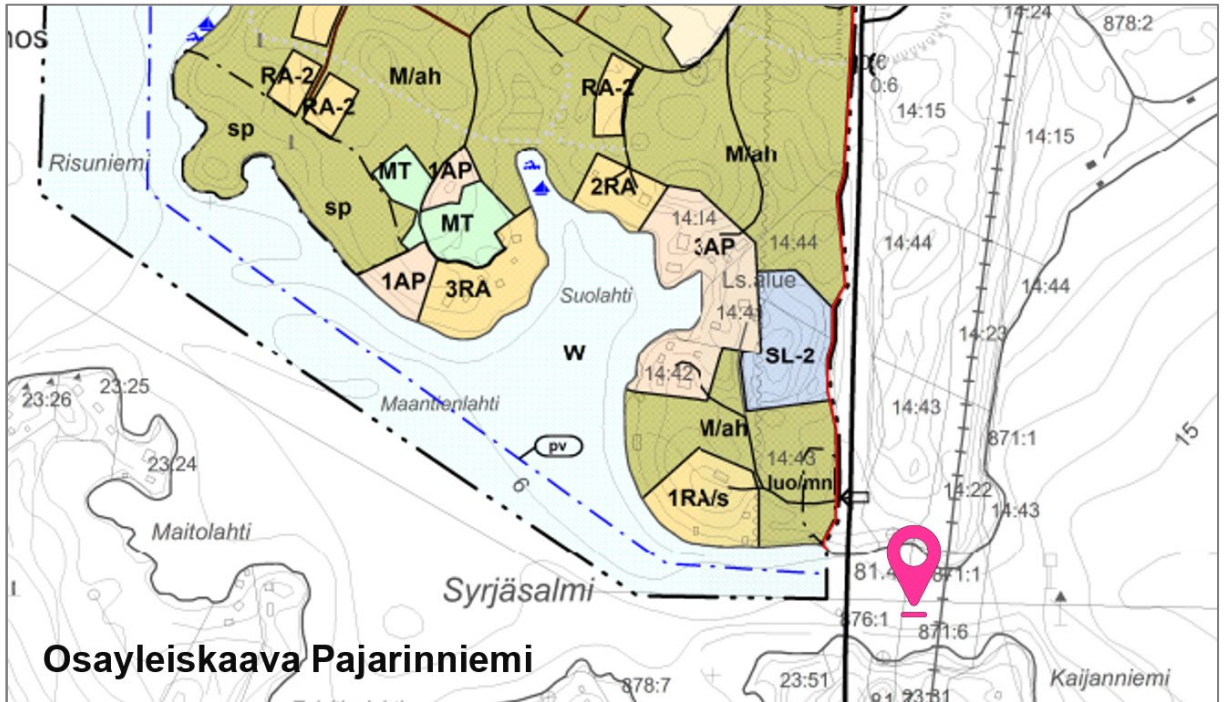 14:24
878:2
RA-2
M/ah
RA-2
RA-2
0:6
14:15
14:15
sp
M/ah
Risuniemi
MT
1AP
2RA
sp
MT
14:14
3AP
14:44
14:44
1AP
3RA
Suolahti
Ls.alue
14:44
14:41
14:23
W
SL-2
14:42
23:25
23:26
Maantienlahti
14:43
M/ah
871:1
15
pv
23:24
14:43
6
luo/mn
1RA/s
14:22
14:43
Maitolahti
Syrjäsalmi
876:1
871:6
Osayleiskaava Pajarinniemi
878:7
23:51
Kaijanniemi